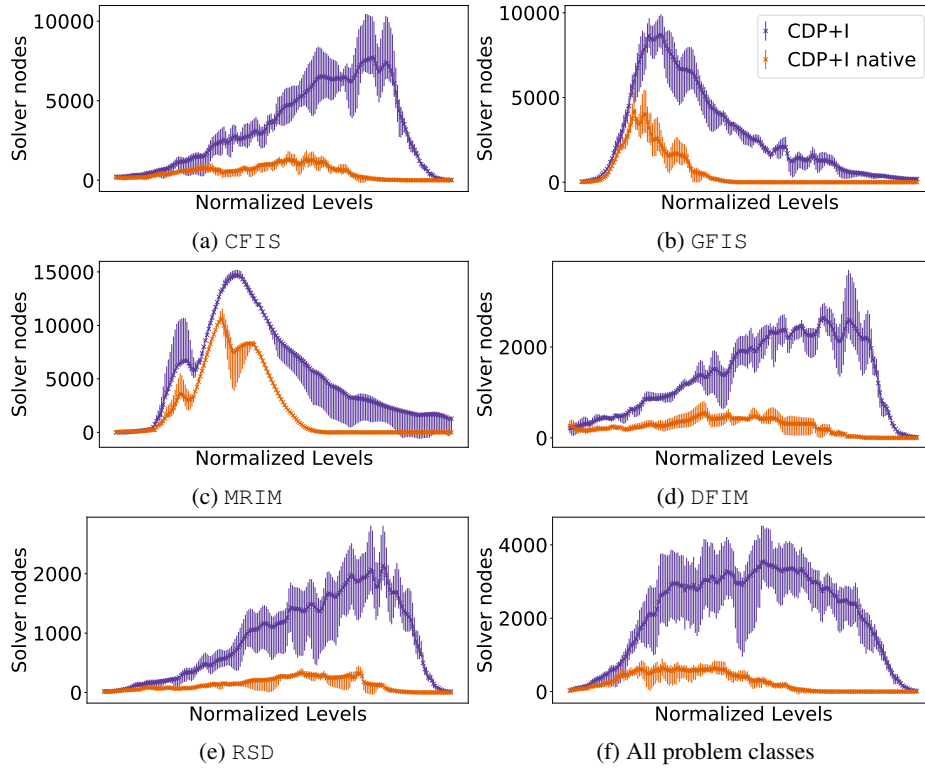 10000
5000
0
Solver nodes
Normalized Levels
(a) CFIS
10000
5000
0
Solver nodes
CDP+I
CDP+I native
Normalized Levels
(b) GFIS
15000
10000
5000
0
Solver nodes
Normalized Levels
(c) MRIM
2000
0
Solver nodes
Normalized Levels
(d) DFIM
2000
1000
0
Solver nodes
Normalized Levels
(e) RSD
4000
2000
0
Solver nodes
Normalized Levels
(f) All problem classes